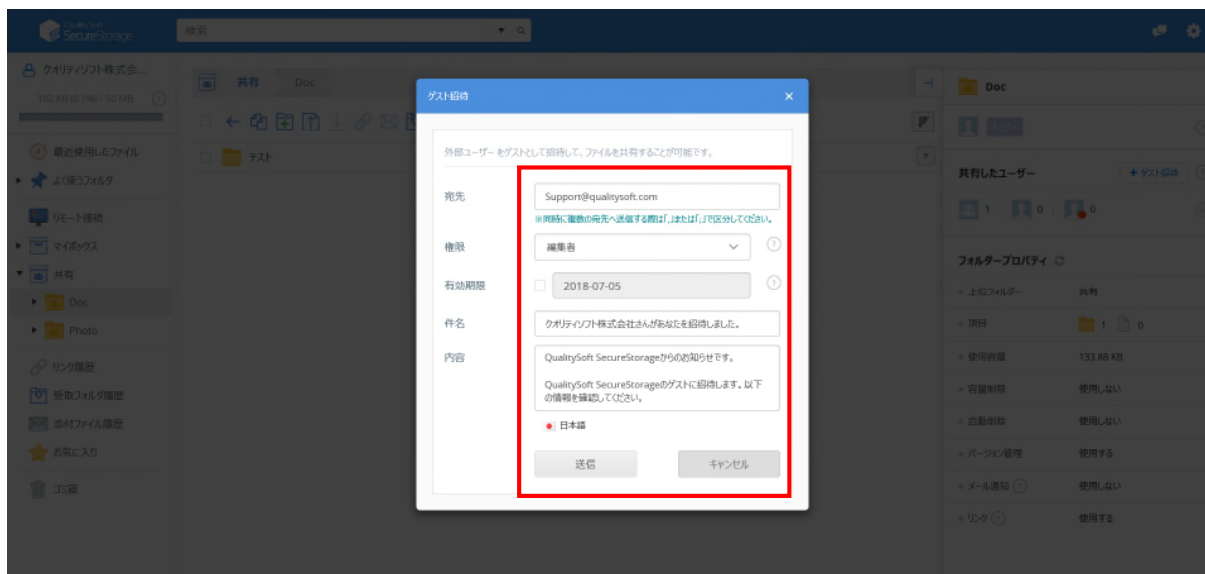 QualitySoft
SecureStorage
検索
クオリティソフト株式会...
102 KB (0.1%) / 50 MB
最近使用したファイル
よく使うフォルダ
リモート接続
マイボックス
共有
Doc
Photo
リンク履歴
受取フォルダ履歴
添付ファイル履歴
お気に入り
ゴミ箱
共有 Doc
テスト
ゲスト招待
外部ユーザー をゲストとして招待して、ファイルを共有することが可能です。
宛先 Support@qualitysoft.com
※同時に複数の宛先へ送信する際は「,」または「;」で区分してください。
権限 編集者
有効期限 2018-07-05
件名 クオリティソフト株式会社さんがあなたを招待しました。
内容 QualitySoft SecureStorageからのお知らせです。
QualitySoft SecureStorageのゲストに招待します。以下
の情報を確認してください。
日本語
送信 キャンセル
Doc
共有したユーザー + ゲスト招待
1 0 0
フォルダープロパティ
上位フォルダー 共有
項目 1 0
使用容量 133.88 KB
容量制限 使用しない
自動削除 使用しない
バージョン管理 使用する
メール通知 使用しない
リンク 使用する